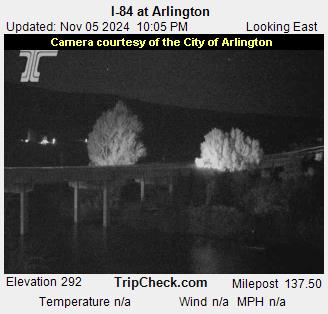 I-84 at Arlington
Updated: Nov 05 2024 10:05 PM Looking East
Camera courtesy of the City of Arlington
Elevation 292 TripCheck.com Milepost 137.50
Temperature n/a Wind n/a MPH n/a